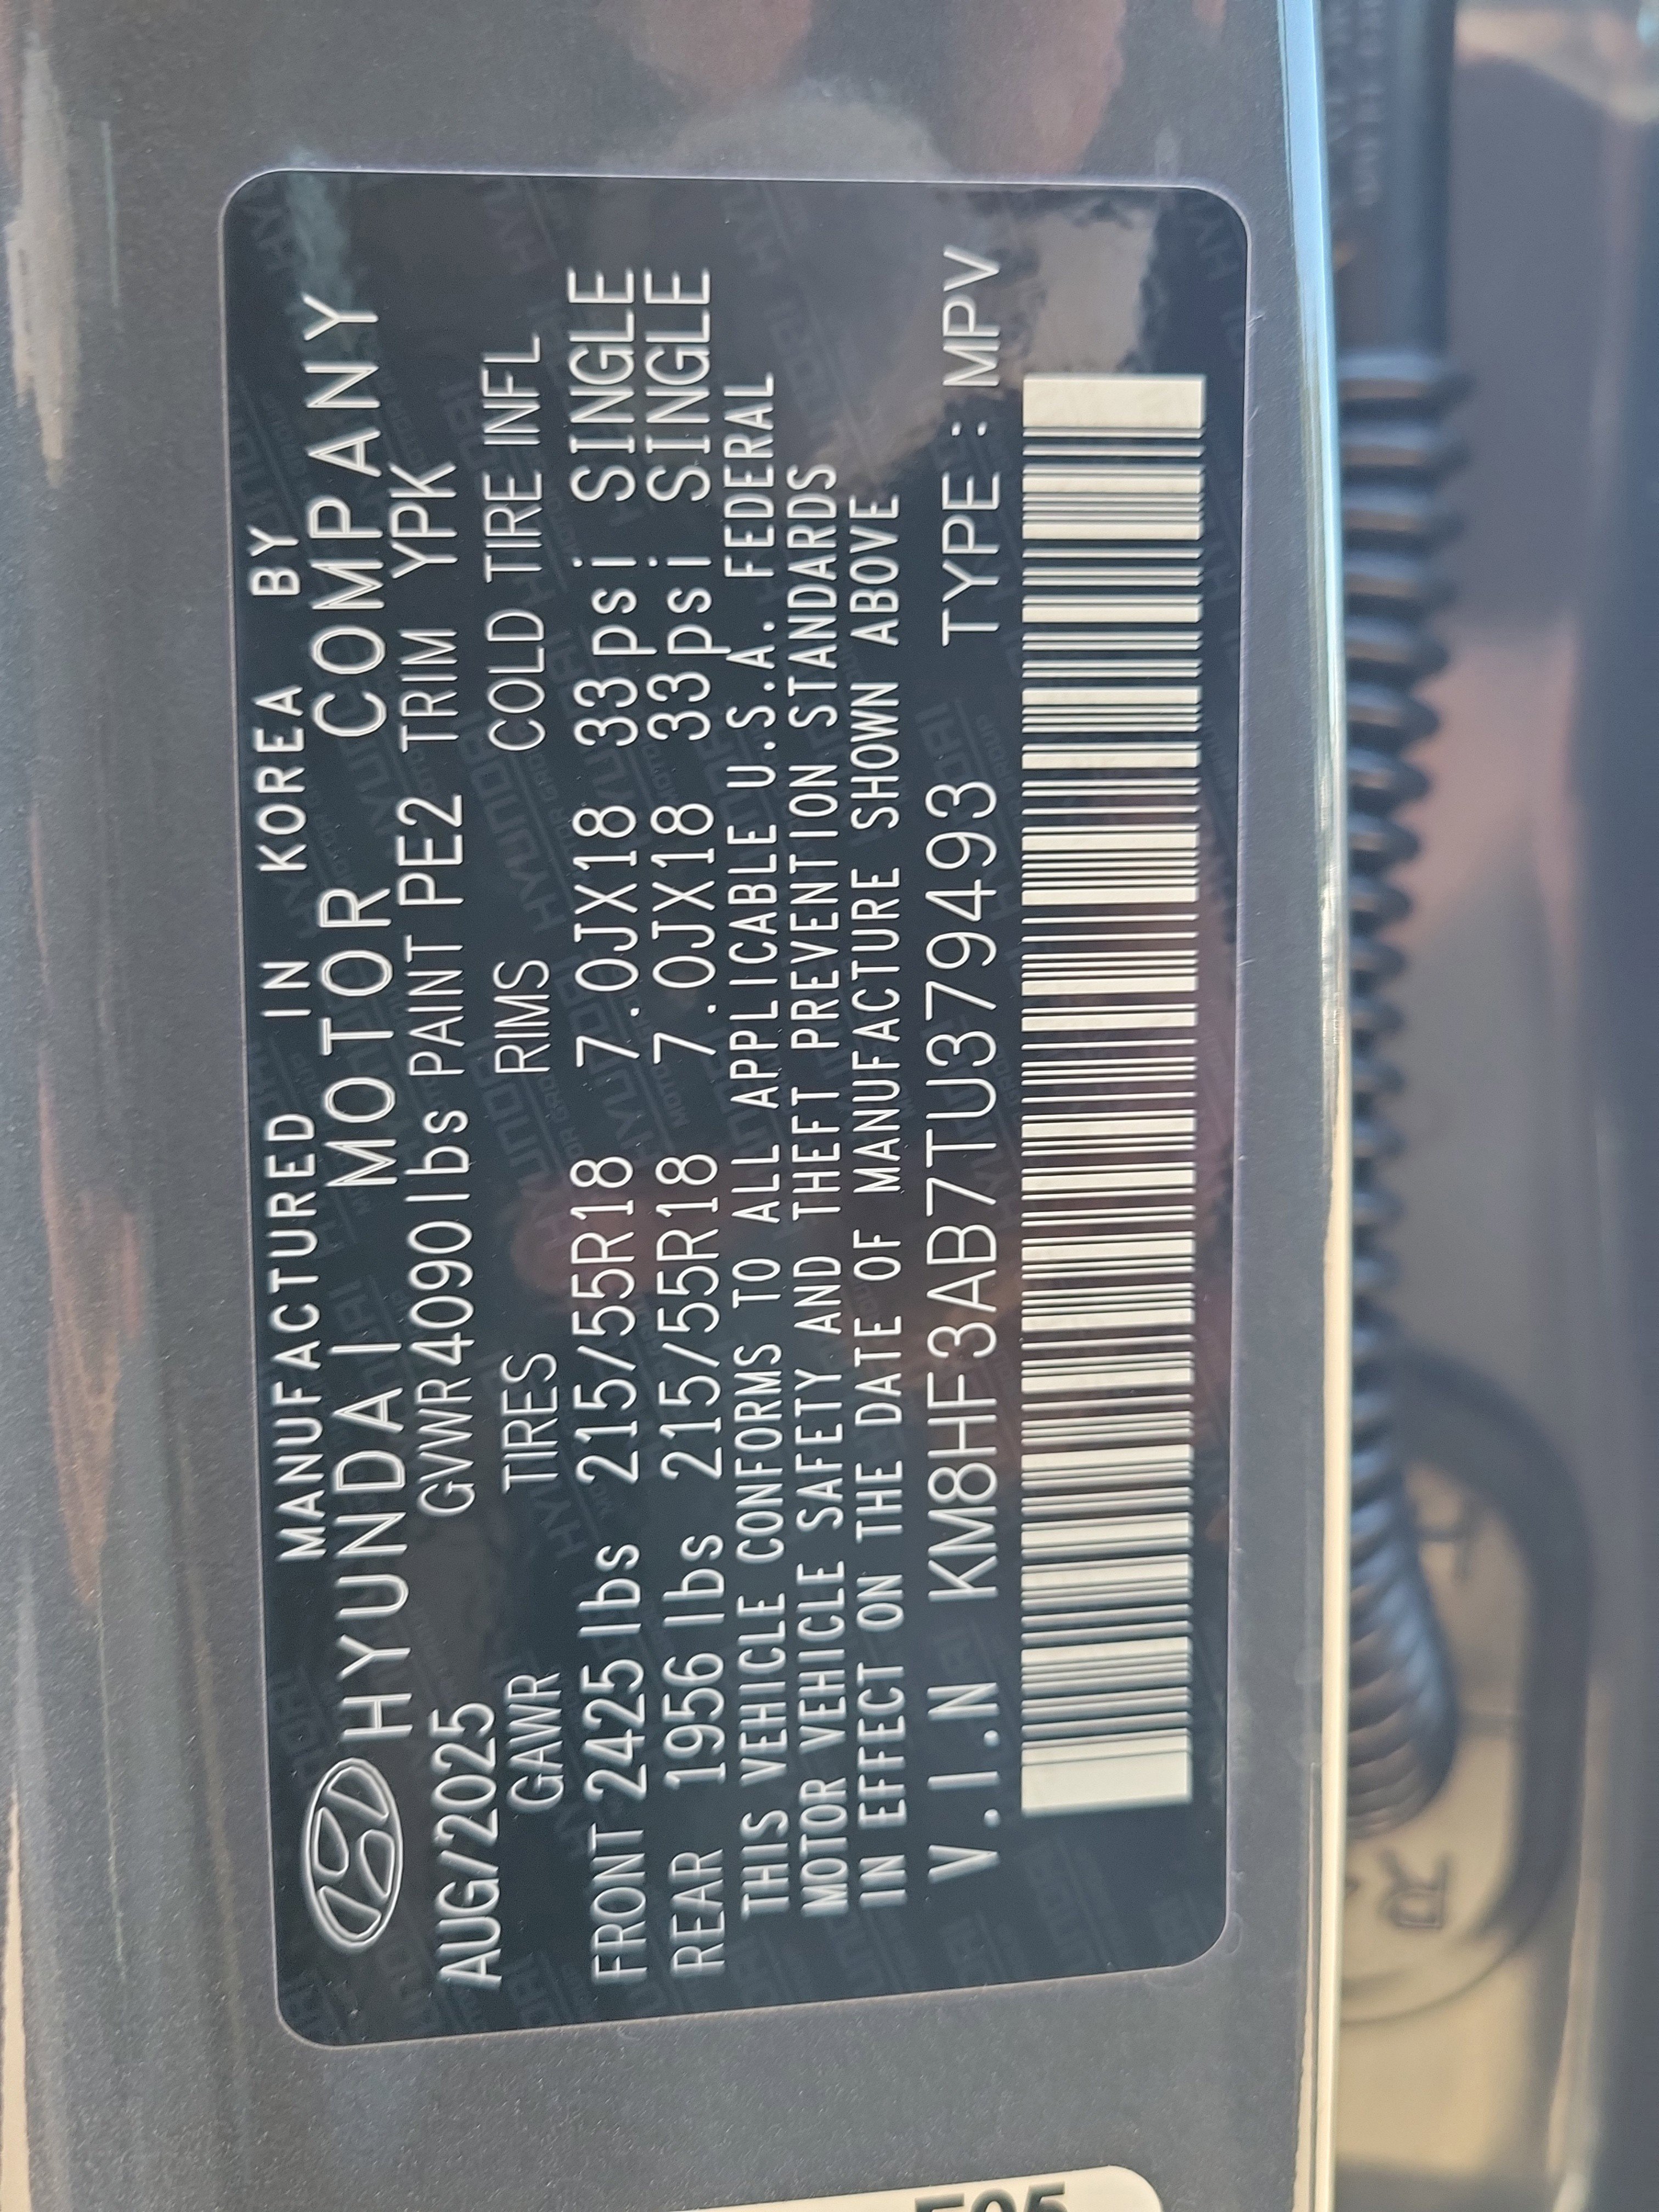 MANUFACTURED IN KOREA BY
HYUNDAI MOTOR COMPANY
AUG/2025 GVWR 4090 lbs PAINT PE2 TRIM YPK
GAWR TIRES RIMS COLD TIRE INFL
FRONT 2425 lbs 215/55R18 7.0JX18 33 psi SINGLE
REAR 1956 lbs 215/55R18 7.0JX18 33 psi SINGLE
THIS VEHICLE CONFORMS TO ALL APPLICABLE U.S.A. FEDERAL
MOTOR VEHICLE SAFETY AND THEFT PREVENTION STANDARDS
IN EFFECT ON THE DATE OF MANUFACTURE SHOWN ABOVE
V.I.N KM8HF3AB7TU379493 TYPE : MPV